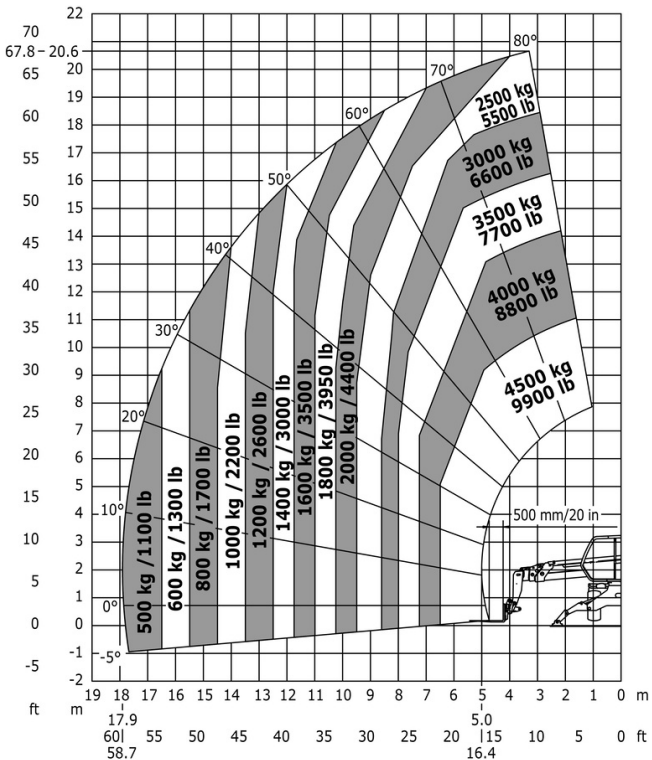 22
70
21
67.8 – 20.6
80°
65
20
70°
19
2500 kg
5500 lb
60
18
60°
17
3000 kg
6600 lb
55
16
50°
50
15
3500 kg
7700 lb
14
45
40°
13
4000 kg
8800 lb
40
12
11
35
30°
10
30
9
4500 kg
9900 lb
8
25
20°
7
6
20
5
15
10°
4
500 mm/20 in
3
10
2
5
1
0°
0
0
-1
-5°
-5
-2
500 kg /1100 lb
600 kg /1300 lb
800 kg /1700 lb
1000 kg /2200 lb
1200 kg /2600 lb
1400 kg /3000 lb
1600 kg /3500 lb
1800 kg /3950 lb
2000 kg /4400 lb
ft m 19 18 17 16 15 14 13 12 11 10 9 8 7 6 5 4 3 2 1 0 m
17.9 5.0
60 55 50 45 40 35 30 25 20 15 10 5 0 ft
58.7 16.4